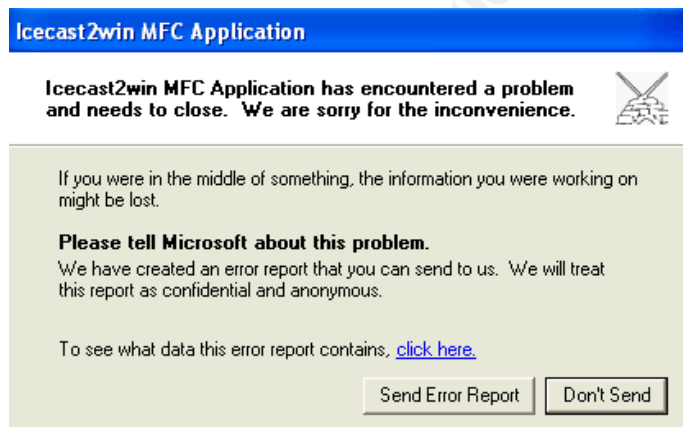 Icecast2win MFC Application
Icecast2win MFC Application has encountered a problem
and needs to close.  We are sorry for the inconvenience.
If you were in the middle of something, the information you were working on
might be lost.
Please tell Microsoft about this problem.
We have created an error report that you can send to us.  We will treat
this report as confidential and anonymous.
To see what data this error report contains, click here.
Send Error Report
Don't Send